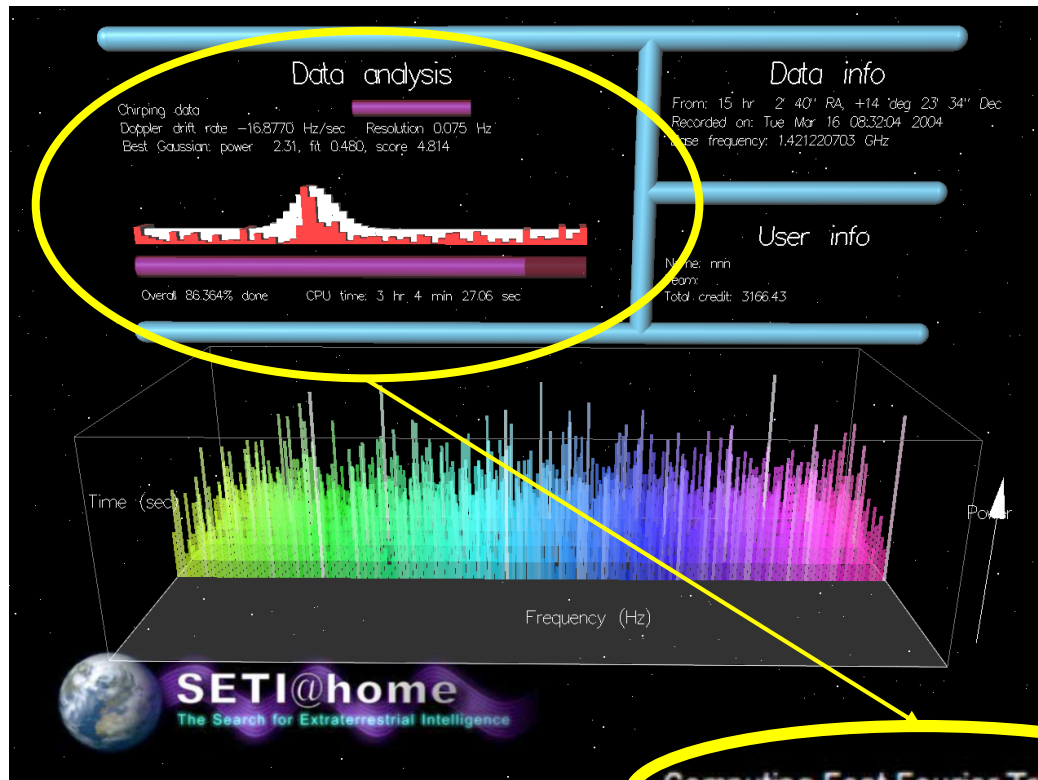 Data analysis
Chirping data
Doppler drift rate -16.8770 Hz/sec Resolution 0.075 Hz
Best Gaussian: power 2.31, fit 0.480, score 4.814
Overall 86.364% done CPU time: 3 hr 4 min 27.06 sec
Data info
From: 15 hr 2' 40'' RA, +14 deg 23' 34'' Dec
Recorded on: Tue Mar 16 08:32:04 2004
Base frequency: 1.421220703 GHz
User info
Name: nnn
Team:
Total credit: 3166.43
Time (sec)
Power
Frequency (Hz)
SETI@home
The Search for Extraterrestrial Intelligence
Computing Fast Fourier